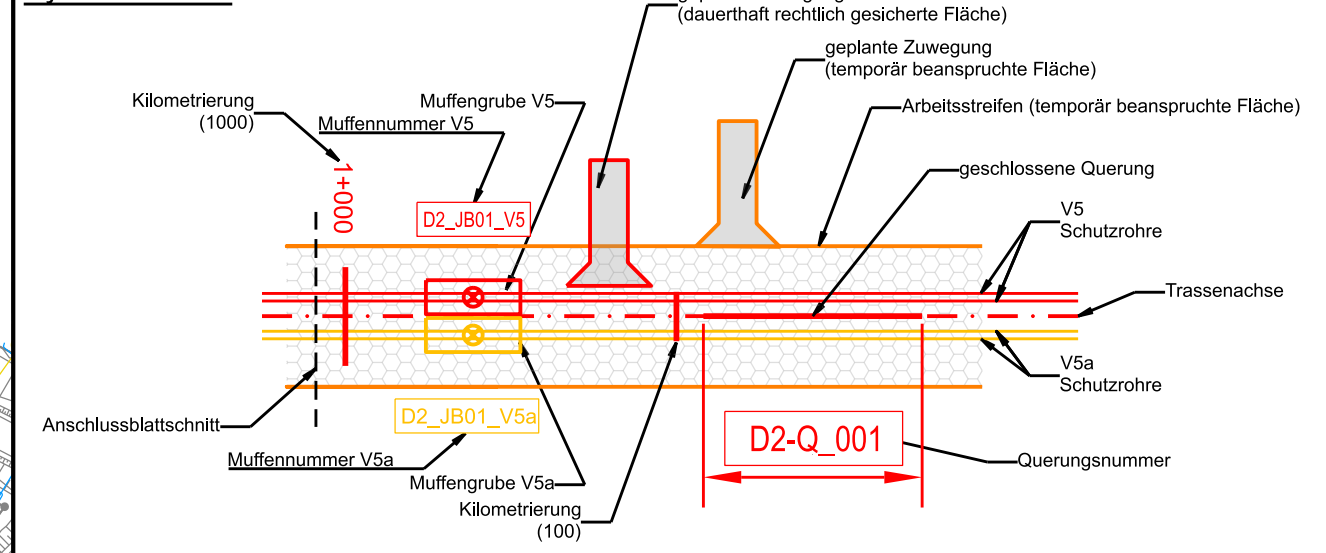 (dauerthaft rechtlich gesicherte Fläche)
geplante Zuwegung
(temporär beanspruchte Fläche)
Kilometrierung
(1000)
Muffengrube V5
Arbeitsstreifen (temporär beanspruchte Fläche)
Muffennummer V5
1+000
geschlossene Querung
D2_JB01_V5
V5
Schutzrohre
Trassenachse
V5a
Schutzrohre
Anschlussblattschnitt
D2_JB01_V5a
D2-Q_001
Muffennummer V5a
Querungsnummer
Muffengrube V5a
Kilometrierung
(100)